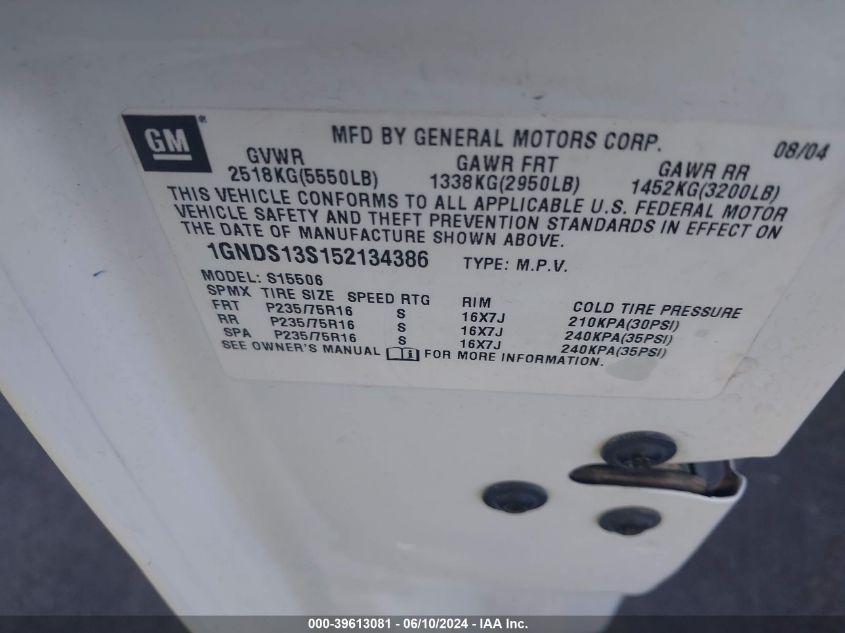 GM®
MFD BY GENERAL MOTORS CORP. 08/04
GVWR GAWR FRT GAWR RR
2518KG(5550LB) 1338KG(2950LB) 1452KG(3200LB)
THIS VEHICLE CONFORMS TO ALL APPLICABLE U.S. FEDERAL MOTOR
VEHICLE SAFETY AND THEFT PREVENTION STANDARDS IN EFFECT ON
THE DATE OF MANUFACTURE SHOWN ABOVE.
1GNDS13S152134386 TYPE: M.P.V.
MODEL: S15506
SPMX TIRE SIZE SPEED RTG RIM COLD TIRE PRESSURE
FRT P235/75R16 S 16X7J 210KPA(30PSI)
RR P235/75R16 S 16X7J 240KPA(35PSI)
SPA P235/75R16 S 16X7J 240KPA(35PSI)
SEE OWNER'S MANUAL FOR MORE INFORMATION.
000-39613081 - 06/10/2024 - IAA Inc.